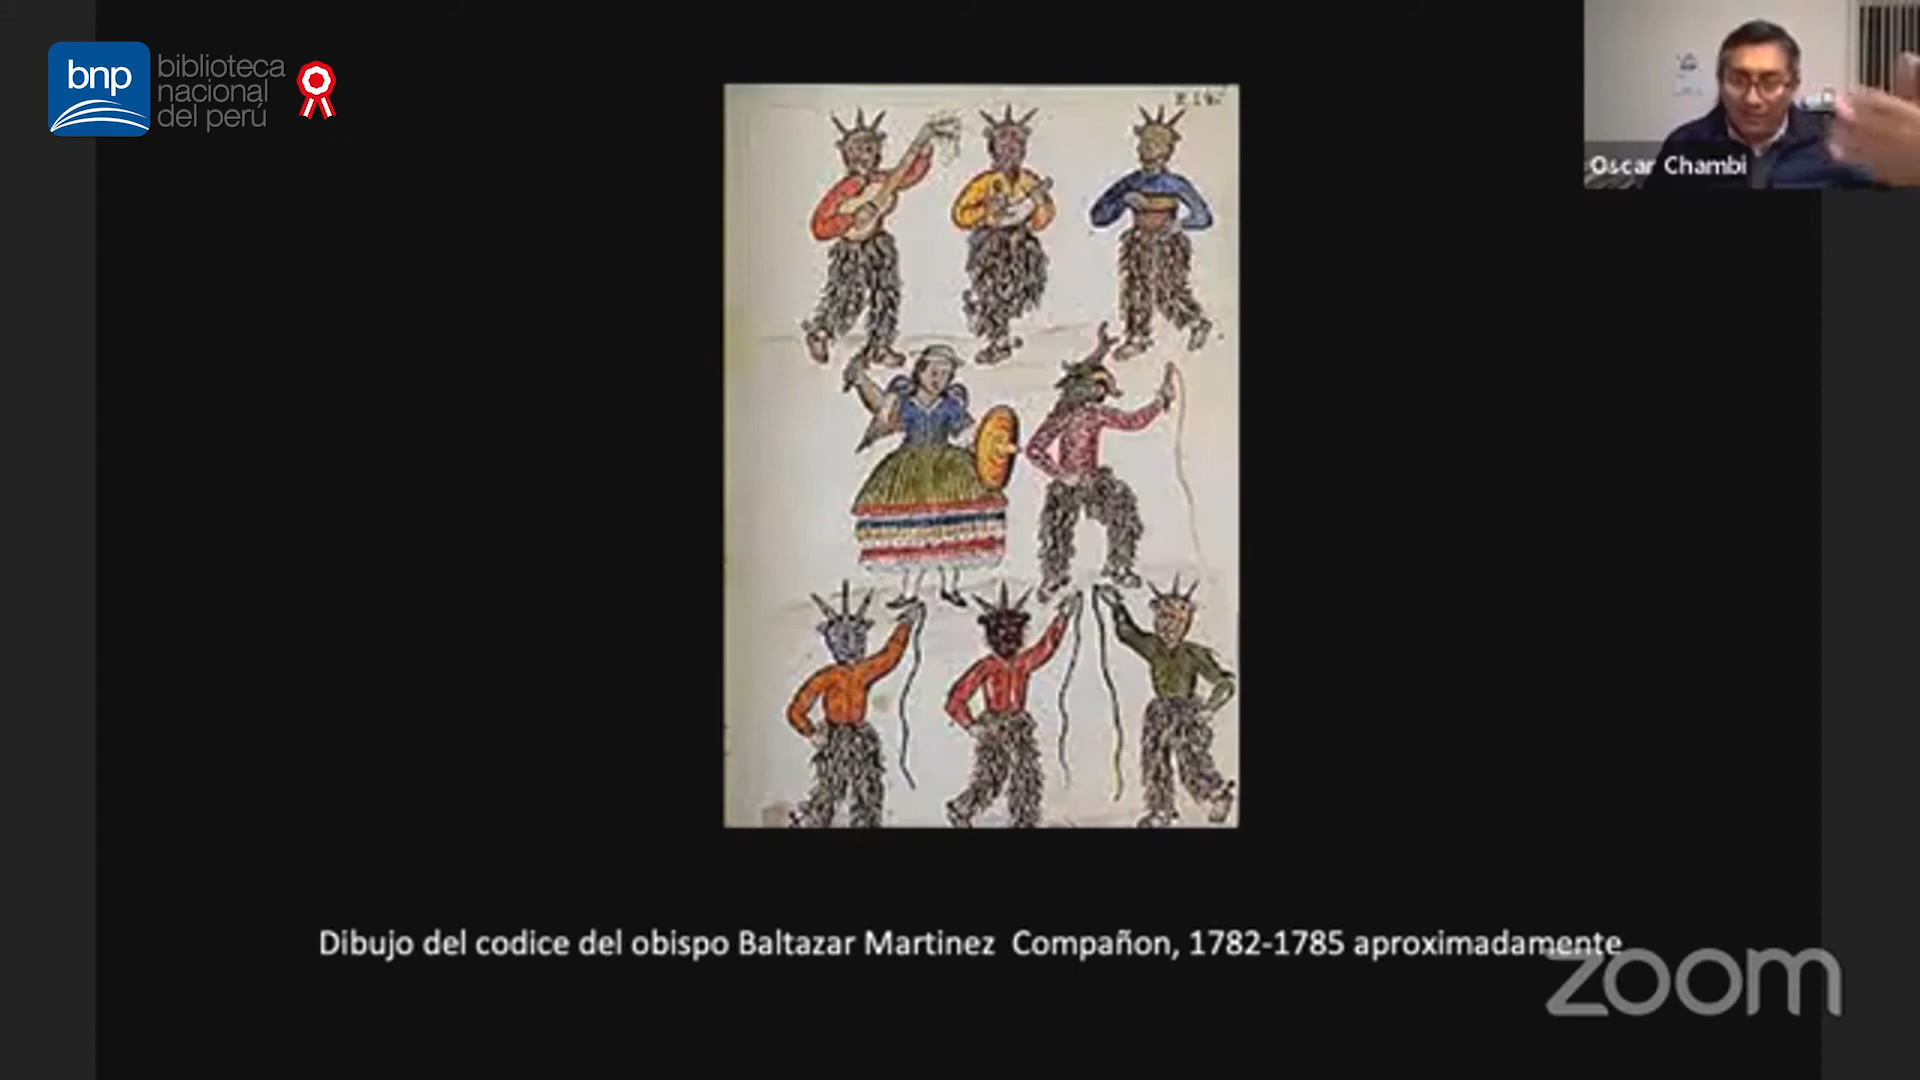 bnp
biblioteca
nacional
del perú
Oscar Chambi
Dibujo del codice del obispo Baltazar Martinez Compañon, 1782-1785 aproximadamente
zoom